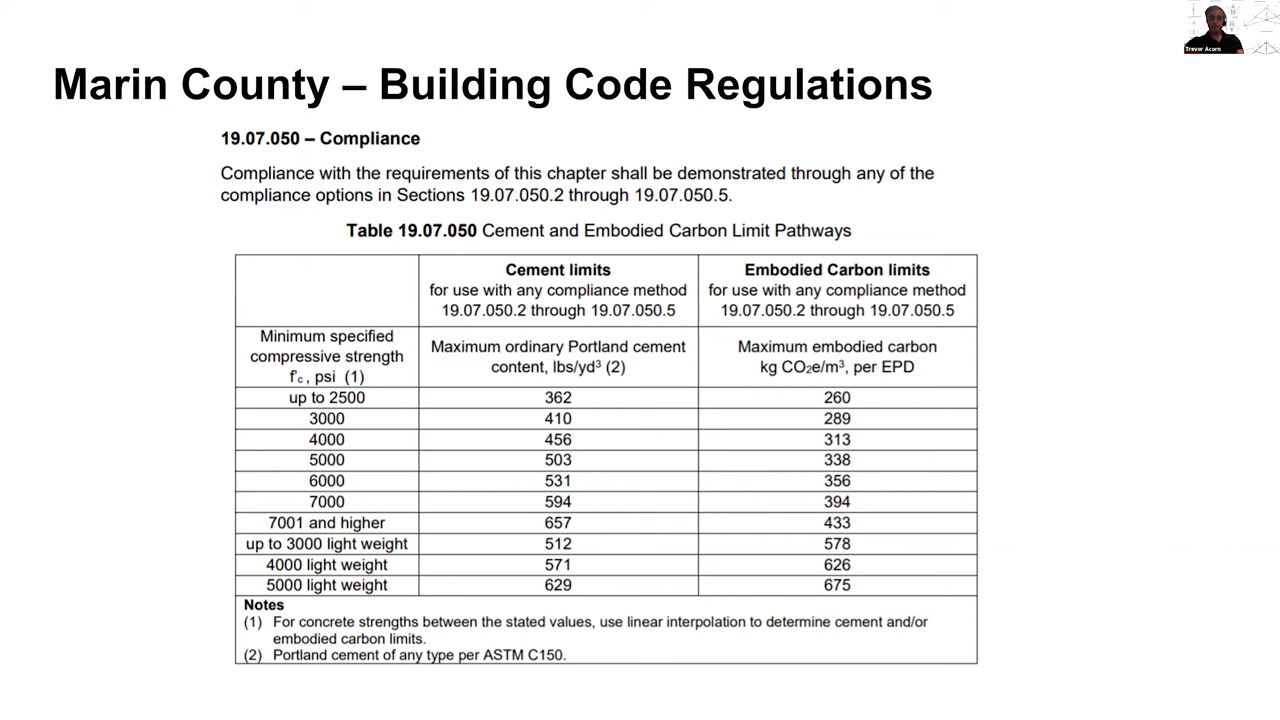 Trevor Acorn
Marin County – Building Code Regulations
19.07.050 – Compliance
Compliance with the requirements of this chapter shall be demonstrated through any of the
compliance options in Sections 19.07.050.2 through 19.07.050.5.
Table 19.07.050 Cement and Embodied Carbon Limit Pathways
Cement limits
for use with any compliance method
19.07.050.2 through 19.07.050.5
Embodied Carbon limits
for use with any compliance method
19.07.050.2 through 19.07.050.5
Minimum specified
compressive strength
f'c, psi (1)
Maximum ordinary Portland cement
content, lbs/yd³ (2)
Maximum embodied carbon
kg CO₂e/m³, per EPD
up to 2500 362 260
3000 410 289
4000 456 313
5000 503 338
6000 531 356
7000 594 394
7001 and higher 657 433
up to 3000 light weight 512 578
4000 light weight 571 626
5000 light weight 629 675
Notes
(1) For concrete strengths between the stated values, use linear interpolation to determine cement and/or
embodied carbon limits.
(2) Portland cement of any type per ASTM C150.